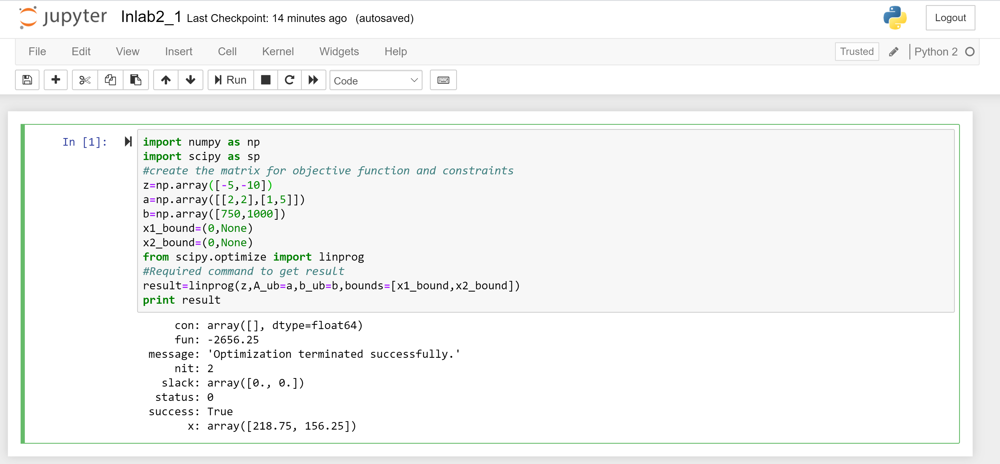 jupyter Inlab2_1 Last Checkpoint: 14 minutes ago (autosaved) Logout
File Edit View Insert Cell Kernel Widgets Help Trusted Python 2
Run Code
In [1]: import numpy as np
import scipy as sp
#create the matrix for objective function and constraints
z=np.array([-5,-10])
a=np.array([[2,2],[1,5]])
b=np.array([750,1000])
x1_bound=(0,None)
x2_bound=(0,None)
from scipy.optimize import linprog
#Required command to get result
result=linprog(z,A_ub=a,b_ub=b,bounds=[x1_bound,x2_bound])
print result
con: array([], dtype=float64)
fun: -2656.25
message: 'Optimization terminated successfully.'
nit: 2
slack: array([0., 0.])
status: 0
success: True
x: array([218.75, 156.25])